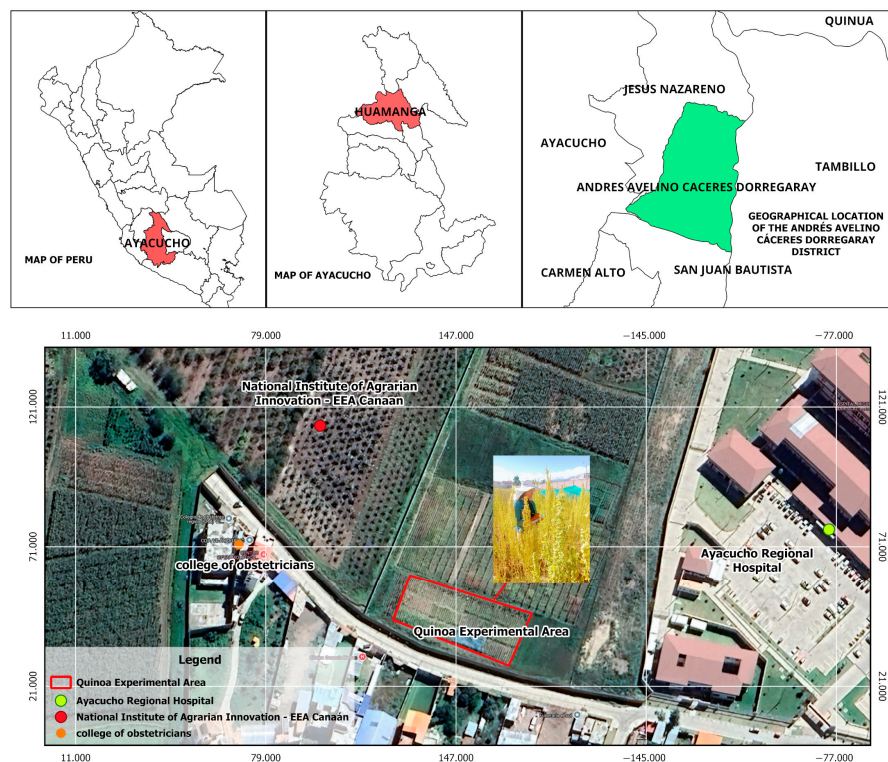 AYACUCHO
MAP OF PERU
HUAMANGA
MAP OF AYACUCHO
QUINUA
JESUS NAZARENO
AYACUCHO
TAMBILLO
ANDRES AVELINO CACERES DORREGARAY
GEOGRAPHICAL LOCATION
OF THE ANDRÉS AVELINO
CÁCERES DORREGARAY
DISTRICT
CARMEN ALTO
SAN JUAN BAUTISTA
11.000 79.000 147.000 −145.000 −77.000
121.000
71.000
21.000
121.000
71.000
21.000
National Institute of Agrarian
Innovation - EEA Canaán
college of obstetricians
Ayacucho Regional
Hospital
Quinoa Experimental Area
Legend
Quinoa Experimental Area
Ayacucho Regional Hospital
National Institute of Agrarian Innovation - EEA Canaán
college of obstetricians
11.000 79.000 147.000 −145.000 −77.000